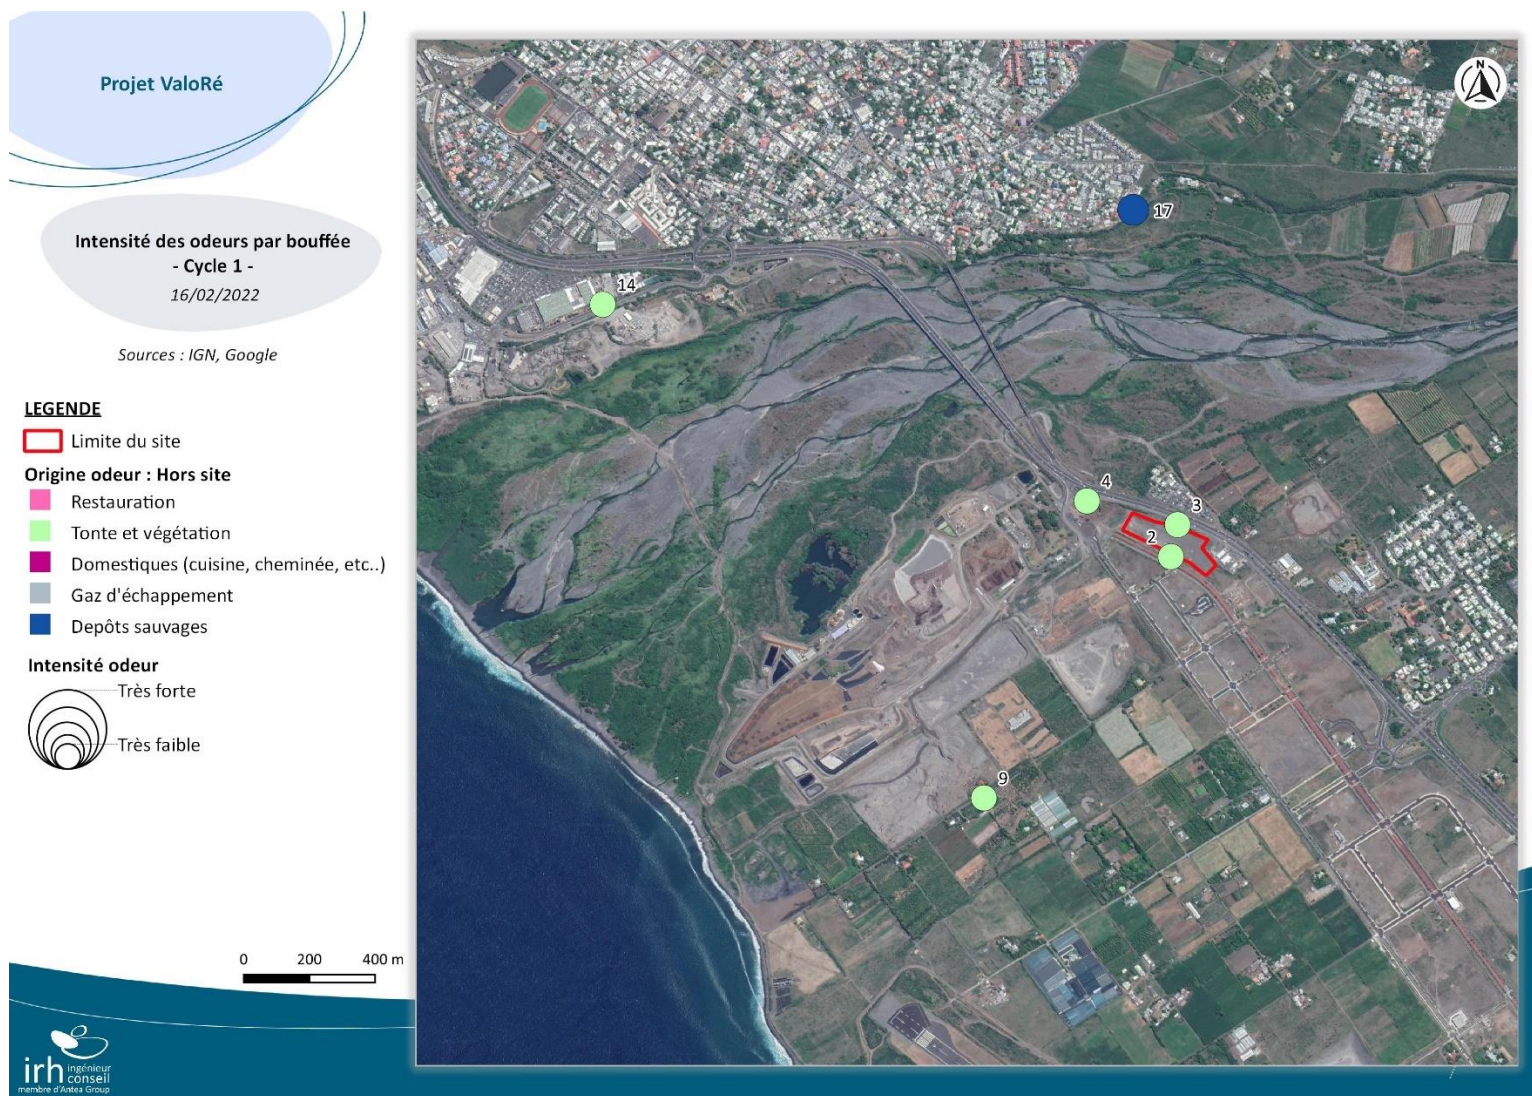 Projet ValoRé
Intensité des odeurs par bouffée
- Cycle 1 -
16/02/2022
Sources : IGN, Google
LEGENDE
Limite du site
Origine odeur : Hors site
Restauration
Tonte et végétation
Domestiques (cuisine, cheminée, etc..)
Gaz d'échappement
Depôts sauvages
Intensité odeur
Très forte
Très faible
0 200 400 m
irh ingénieur
conseil
membre d'Antea Group
N
17
14
4
3
2
9